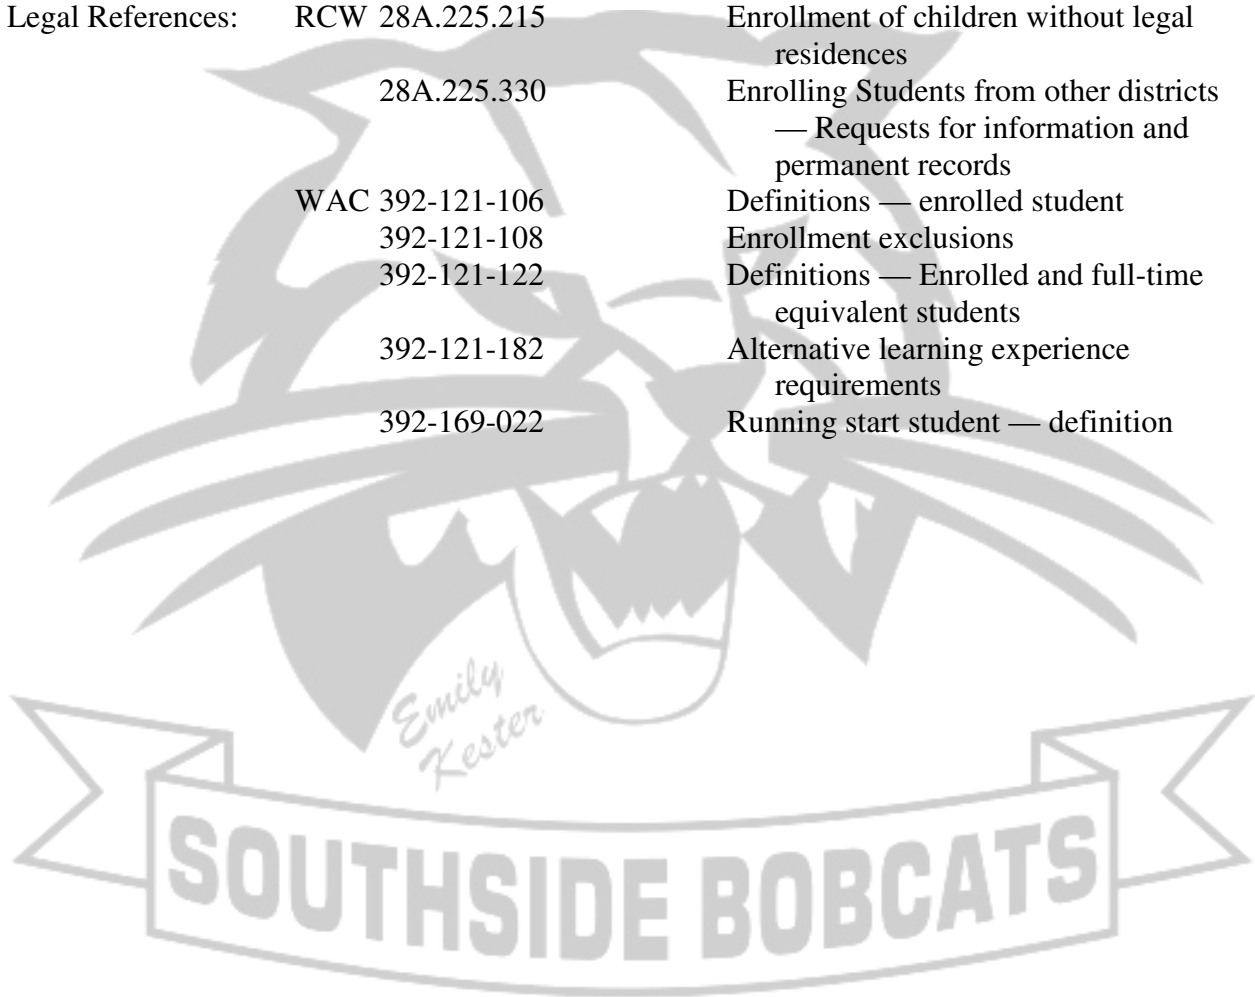 Legal References: RCW 28A.225.215 Enrollment of children without legal
residences
28A.225.330 Enrolling Students from other districts
— Requests for information and
permanent records
WAC 392-121-106 Definitions — enrolled student
392-121-108 Enrollment exclusions
392-121-122 Definitions — Enrolled and full-time
equivalent students
392-121-182 Alternative learning experience
requirements
392-169-022 Running start student — definition
Emily
Kester
SOUTHSIDE BOBCATS